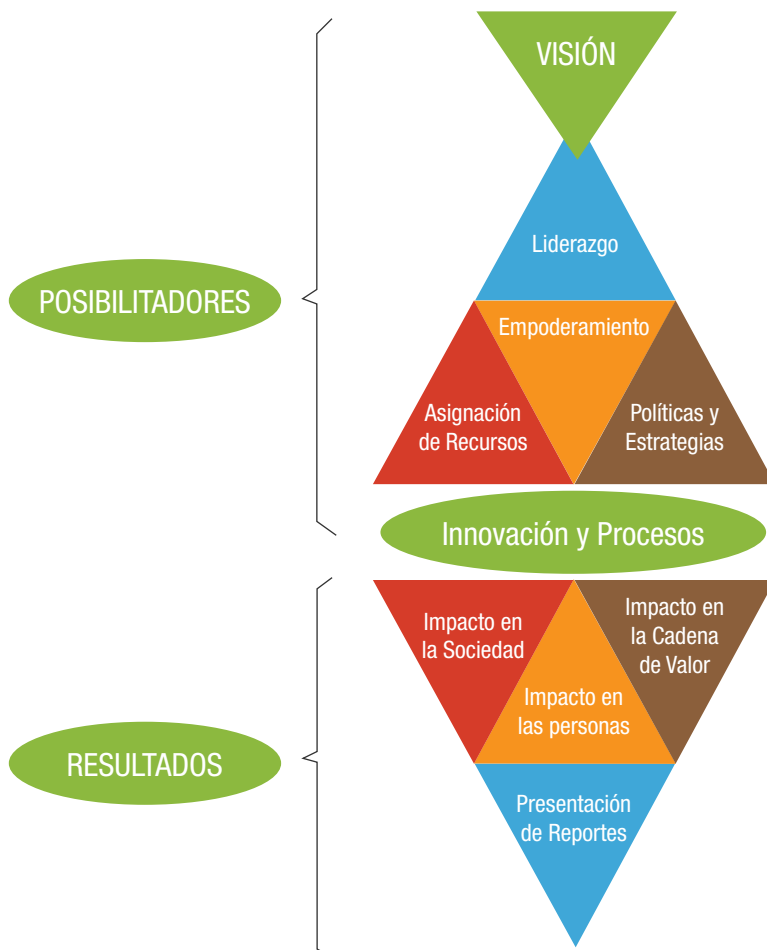 VISIÓN
Liderazgo
POSIBILITADORES
Empoderamiento
Asignación
de Recursos
Políticas y
Estrategias
Innovación y Procesos
Impacto en
la Sociedad
Impacto en
la Cadena
de Valor
Impacto en
las personas
RESULTADOS
Presentación
de Reportes